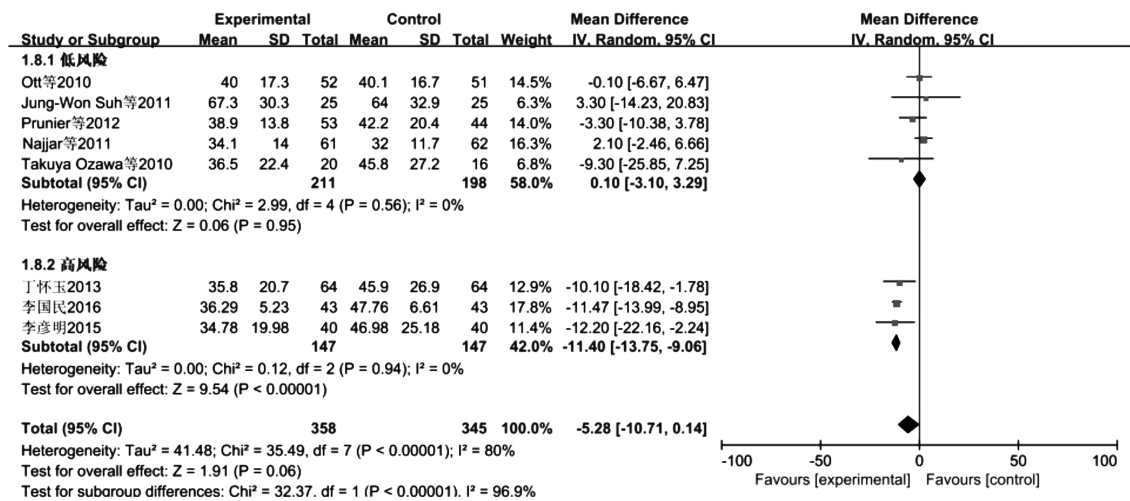 Experimental Control Mean Difference Mean Difference
Study or Subgroup Mean SD Total Mean SD Total Weight IV, Random, 95% CI IV, Random, 95% CI
1.8.1 低风险
Ott等2010 40 17.3 52 40.1 16.7 51 14.5% -0.10 [-6.67, 6.47]
Jung-Won Suh等2011 67.3 30.3 25 64 32.9 25 6.3% 3.30 [-14.23, 20.83]
Prunier等2012 38.9 13.8 53 42.2 20.4 44 14.0% -3.30 [-10.38, 3.78]
Najjar等2011 34.1 14 61 32 11.7 62 16.3% 2.10 [-2.46, 6.66]
Takuya Ozawa等2010 36.5 22.4 20 45.8 27.2 16 6.8% -9.30 [-25.85, 7.25]
Subtotal (95% CI) 211 198 58.0% 0.10 [-3.10, 3.29]
Heterogeneity: Tau² = 0.00; Chi² = 2.99, df = 4 (P = 0.56); I² = 0%
Test for overall effect: Z = 0.06 (P = 0.95)
1.8.2 高风险
丁怀玉2013 35.8 20.7 64 45.9 26.9 64 12.9% -10.10 [-18.42, -1.78]
李国民2016 36.29 5.23 43 47.76 6.61 43 17.8% -11.47 [-13.99, -8.95]
李彦明2015 34.78 19.98 40 46.98 25.18 40 11.4% -12.20 [-22.16, -2.24]
Subtotal (95% CI) 147 147 42.0% -11.40 [-13.75, -9.06]
Heterogeneity: Tau² = 0.00; Chi² = 0.12, df = 2 (P = 0.94); I² = 0%
Test for overall effect: Z = 9.54 (P < 0.00001)
Total (95% CI) 358 345 100.0% -5.28 [-10.71, 0.14]
Heterogeneity: Tau² = 41.48; Chi² = 35.49, df = 7 (P < 0.00001); I² = 80%
Test for overall effect: Z = 1.91 (P = 0.06)
Test for subgroup differences: Chi² = 32.37, df = 1 (P < 0.00001), I² = 96.9%
-100 -50 0 50 100
Favours [experimental] Favours [control]